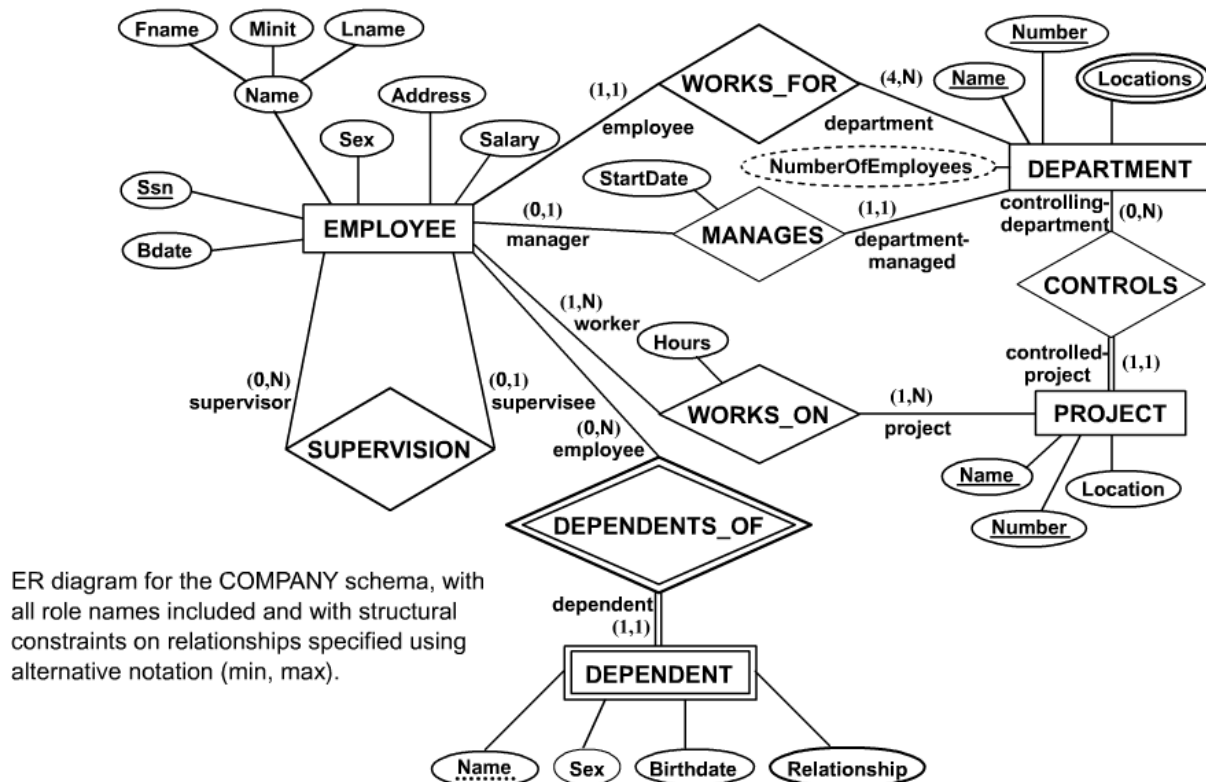 Fname
Minit
Lname
Name
Number
Name
Locations
Address
Sex
Salary
Ssn
Bdate
EMPLOYEE
(1,1)
employee
WORKS_FOR
(4,N)
department
NumberOfEmployees
DEPARTMENT
StartDate
(0,1)
manager
MANAGES
(1,1)
department-
managed
controlling-
department
(0,N)
CONTROLS
controlled-
project
(1,1)
(1,N)
worker
Hours
WORKS_ON
(1,N)
project
PROJECT
Name
Number
Location
(0,N)
supervisor
(0,1)
supervisee
SUPERVISION
(0,N)
employee
DEPENDENTS_OF
dependent
(1,1)
DEPENDENT
Name
Sex
Birthdate
Relationship
ER diagram for the COMPANY schema, with
all role names included and with structural
constraints on relationships specified using
alternative notation (min, max).